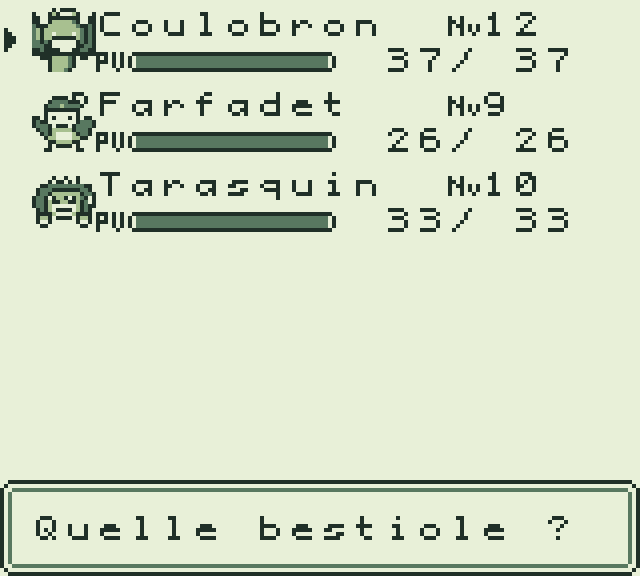 Coulobron Nv12
PV 37/ 37
Farfadet Nv9
PV 26/ 26
Tarasquin Nv10
PV 33/ 33
Quelle bestiole ?